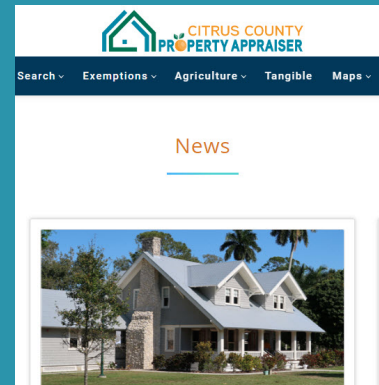 CITRUS COUNTY
PROPERTY APPRAISER
Search Exemptions Agriculture Tangible Maps
News